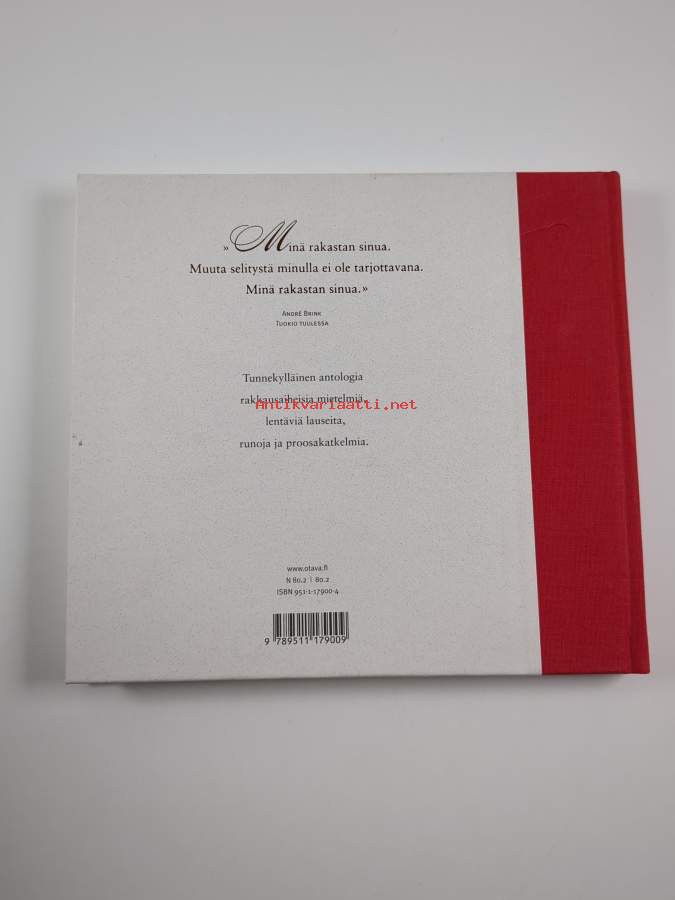 » Minä rakastan sinua.
Muuta selitystä minulla ei ole tarjottavana.
Minä rakastan sinua.»
André Brink
Tuokio tuulessa
Tunnekylläinen antologia
rakkausaiheisia mietelmiä,
Antikvariaatti.net
lentäviä lauseita,
runoja ja proosakatkelmia.
www.otava.fi
N 80.2 | 80.2
ISBN 951-1-17900-4
9 789511 179009